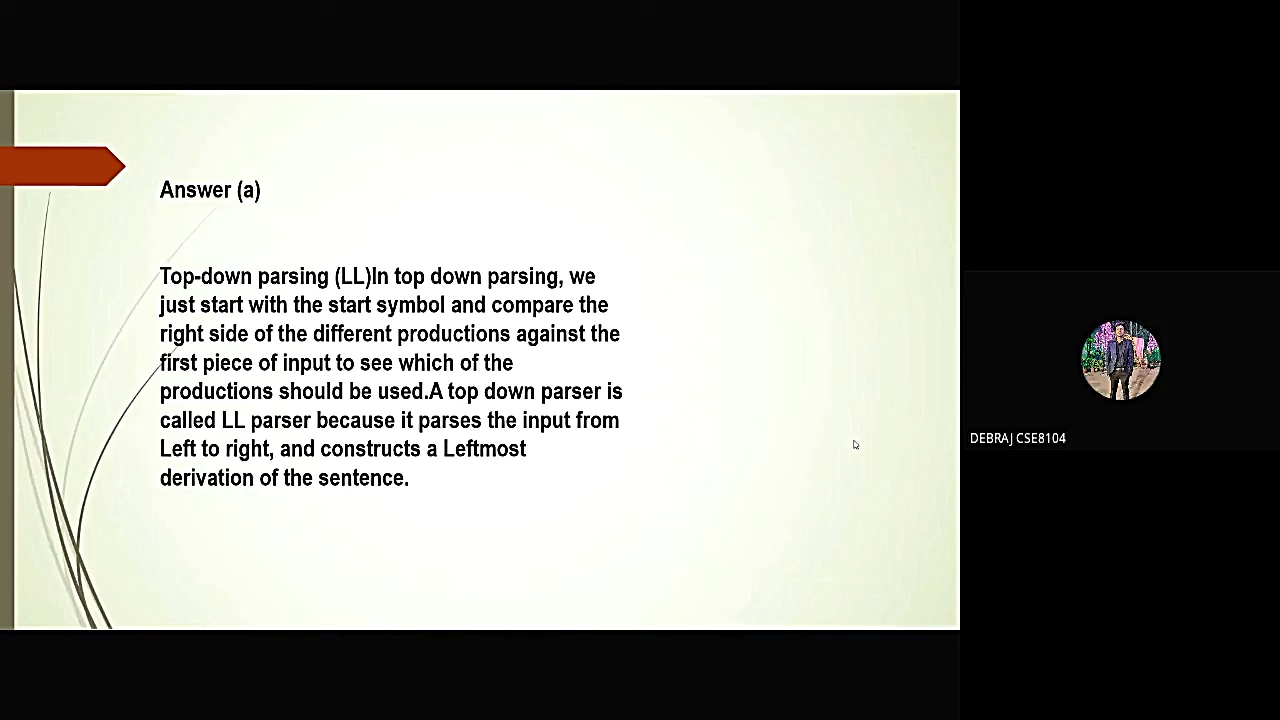 Answer (a)
Top-down parsing (LL)In top down parsing, we
just start with the start symbol and compare the
right side of the different productions against the
first piece of input to see which of the
productions should be used.A top down parser is
called LL parser because it parses the input from
Left to right, and constructs a Leftmost
derivation of the sentence.
DEBRAJ CSE8104